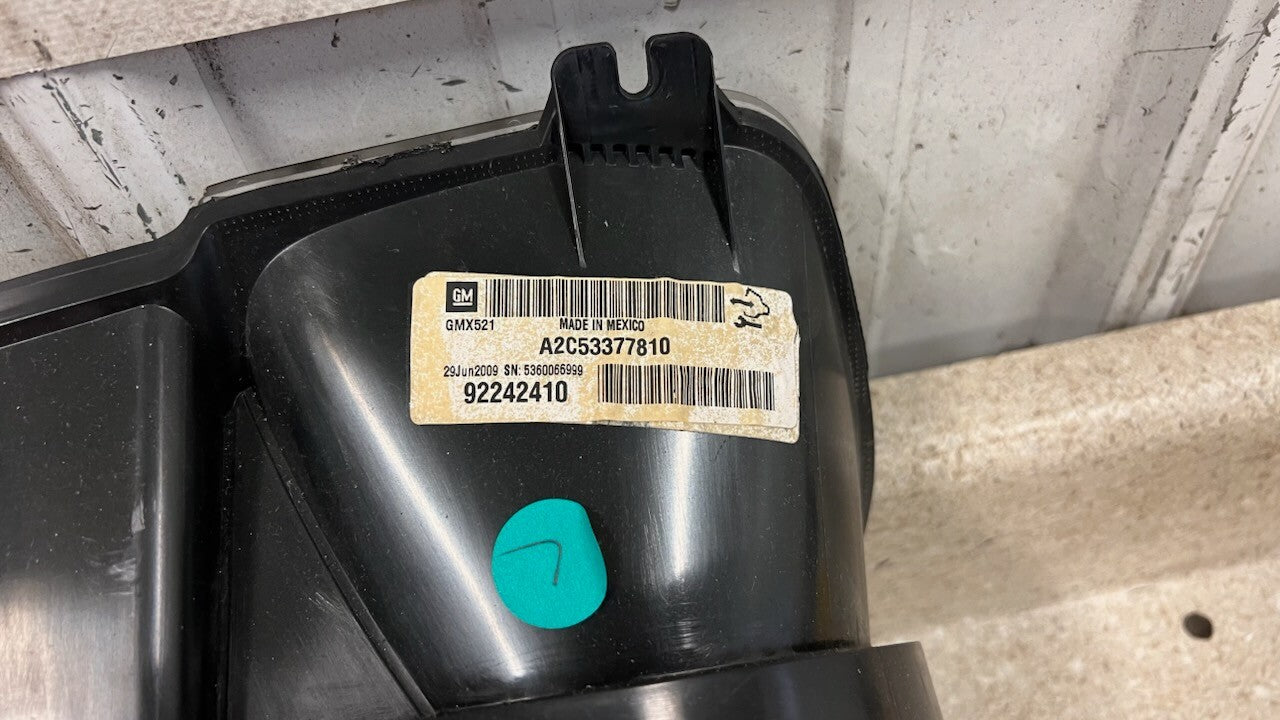 GM
GMX521 MADE IN MEXICO
A2C53377810
29Jun2009 SN: 5360066999
92242410
7